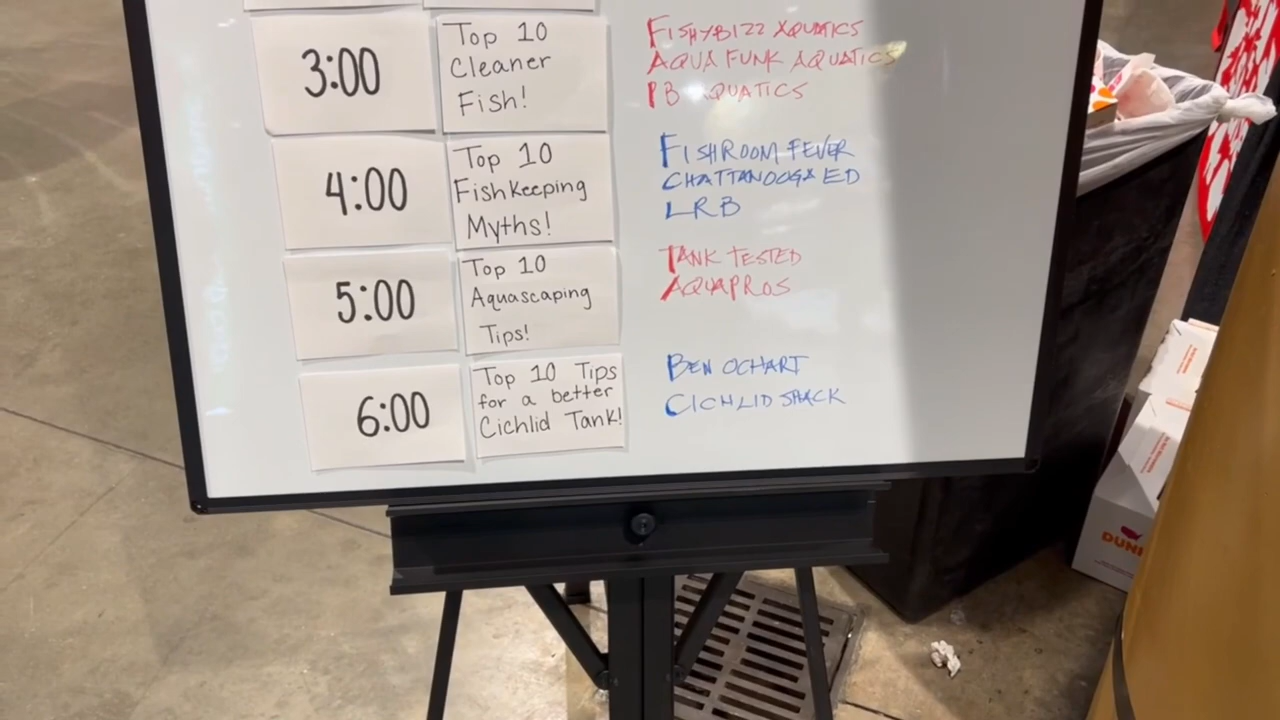 3:00
Top 10
Cleaner
Fish!
FISHYBIZZ AQUATICS
AQUA FUNK AQUATICS
PB AQUATICS
4:00
Top 10
FishKeeping
Myths!
FISHROOM FEVER
CHATTANOOGA ED
LRB
5:00
Top 10
Aquascaping
Tips!
TANK TESTED
AQUAPROS
6:00
Top 10 Tips
for a better
Cichlid Tank!
BEN OCHART
CICHLID SHACK
DUN